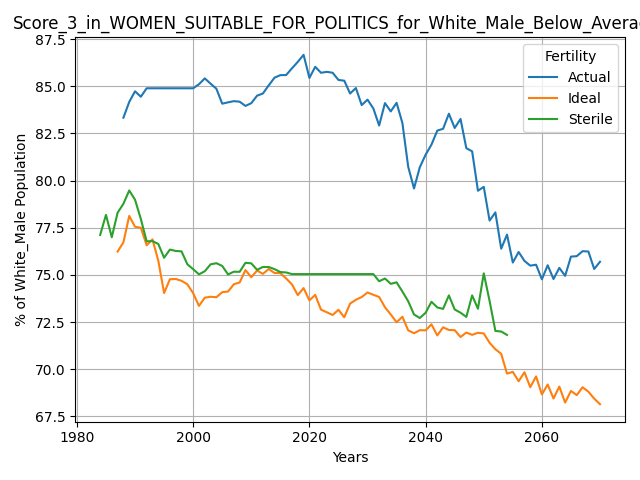 Score_3_in_WOMEN_SUITABLE_FOR_POLITICS_for_White_Male_Below_Avera
87.5
85.0
82.5
80.0
77.5
75.0
72.5
70.0
67.5
% of White_Male Population
Fertility
Actual
Ideal
Sterile
1980
2000
2020
2040
2060
Years